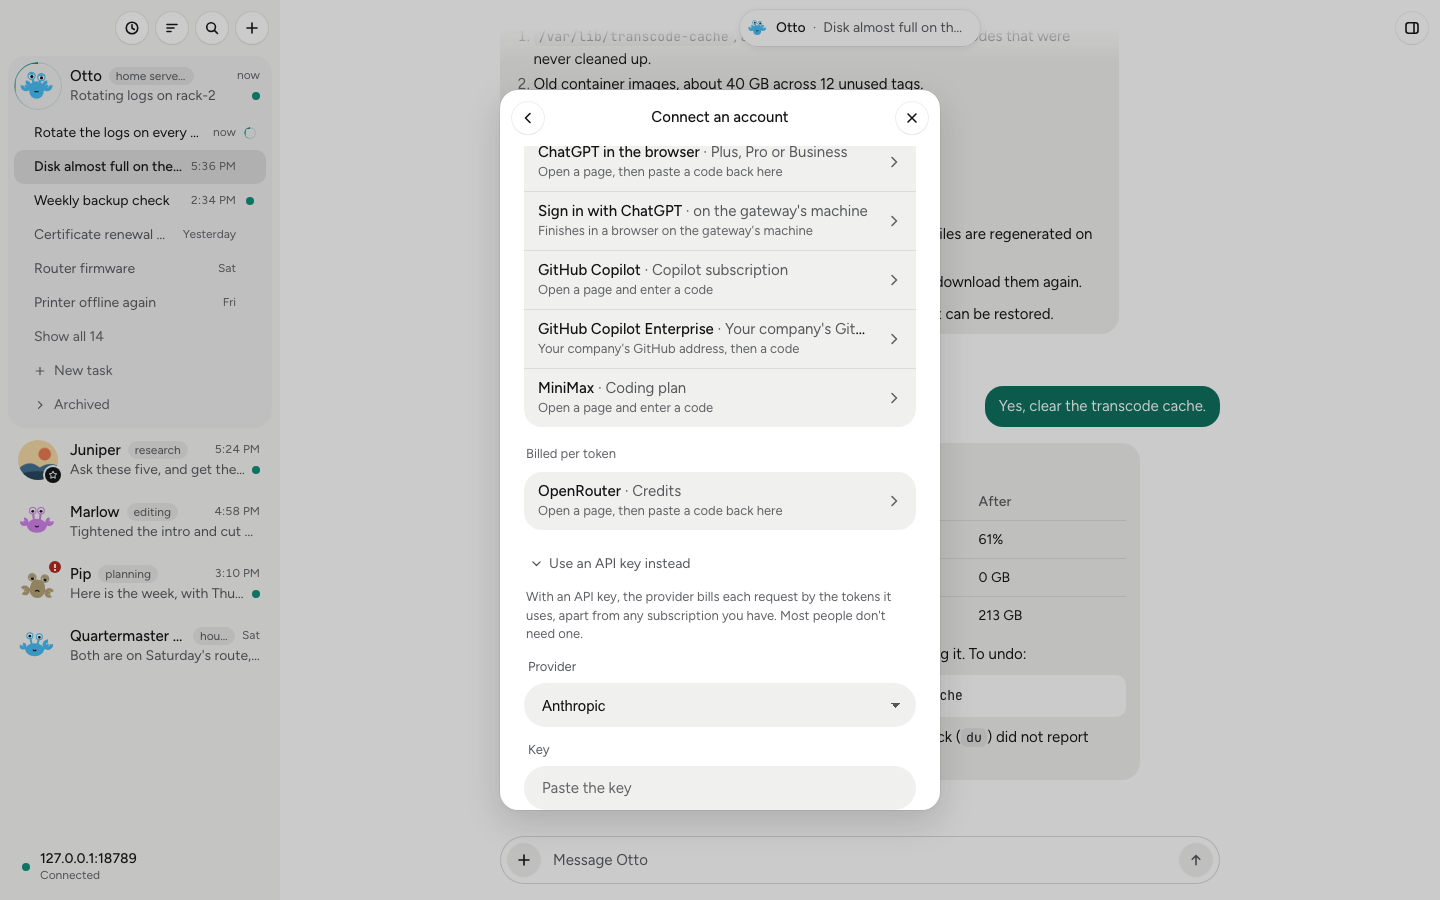 Otto home serve... now
Rotating logs on rack-2
Rotate the logs on every ... now
Disk almost full on the... 5:36 PM
Weekly backup check 2:34 PM
Certificate renewal ... Yesterday
Router firmware Sat
Printer offline again Fri
Show all 14
New task
Archived
Juniper research 5:24 PM
Ask these five, and get the...
Marlow editing 4:58 PM
Tightened the intro and cut ...
Pip planning 3:10 PM
Here is the week, with Thu...
Quartermaster ... hou... Sat
Both are on Saturday's route,...
127.0.0.1:18789
Connected
Otto · Disk almost full on th...
1. /var/lib/transcode-cache, that were
never cleaned up.
2. Old container images, about 40 GB across 12 unused tags.
Connect an account
ChatGPT in the browser · Plus, Pro or Business
Open a page, then paste a code back here
Sign in with ChatGPT · on the gateway's machine
Finishes in a browser on the gateway's machine
GitHub Copilot · Copilot subscription
Open a page and enter a code
GitHub Copilot Enterprise · Your company's Git...
Your company's GitHub address, then a code
MiniMax · Coding plan
Open a page and enter a code
Billed per token
OpenRouter · Credits
Open a page, then paste a code back here
Use an API key instead
With an API key, the provider bills each request by the tokens it
uses, apart from any subscription you have. Most people don't
need one.
Provider
Anthropic
Key
Paste the key
are regenerated on
download them again.
can be restored.
Yes, clear the transcode cache.
After
61%
0 GB
213 GB
it. To undo:
( du ) did not report
Message Otto